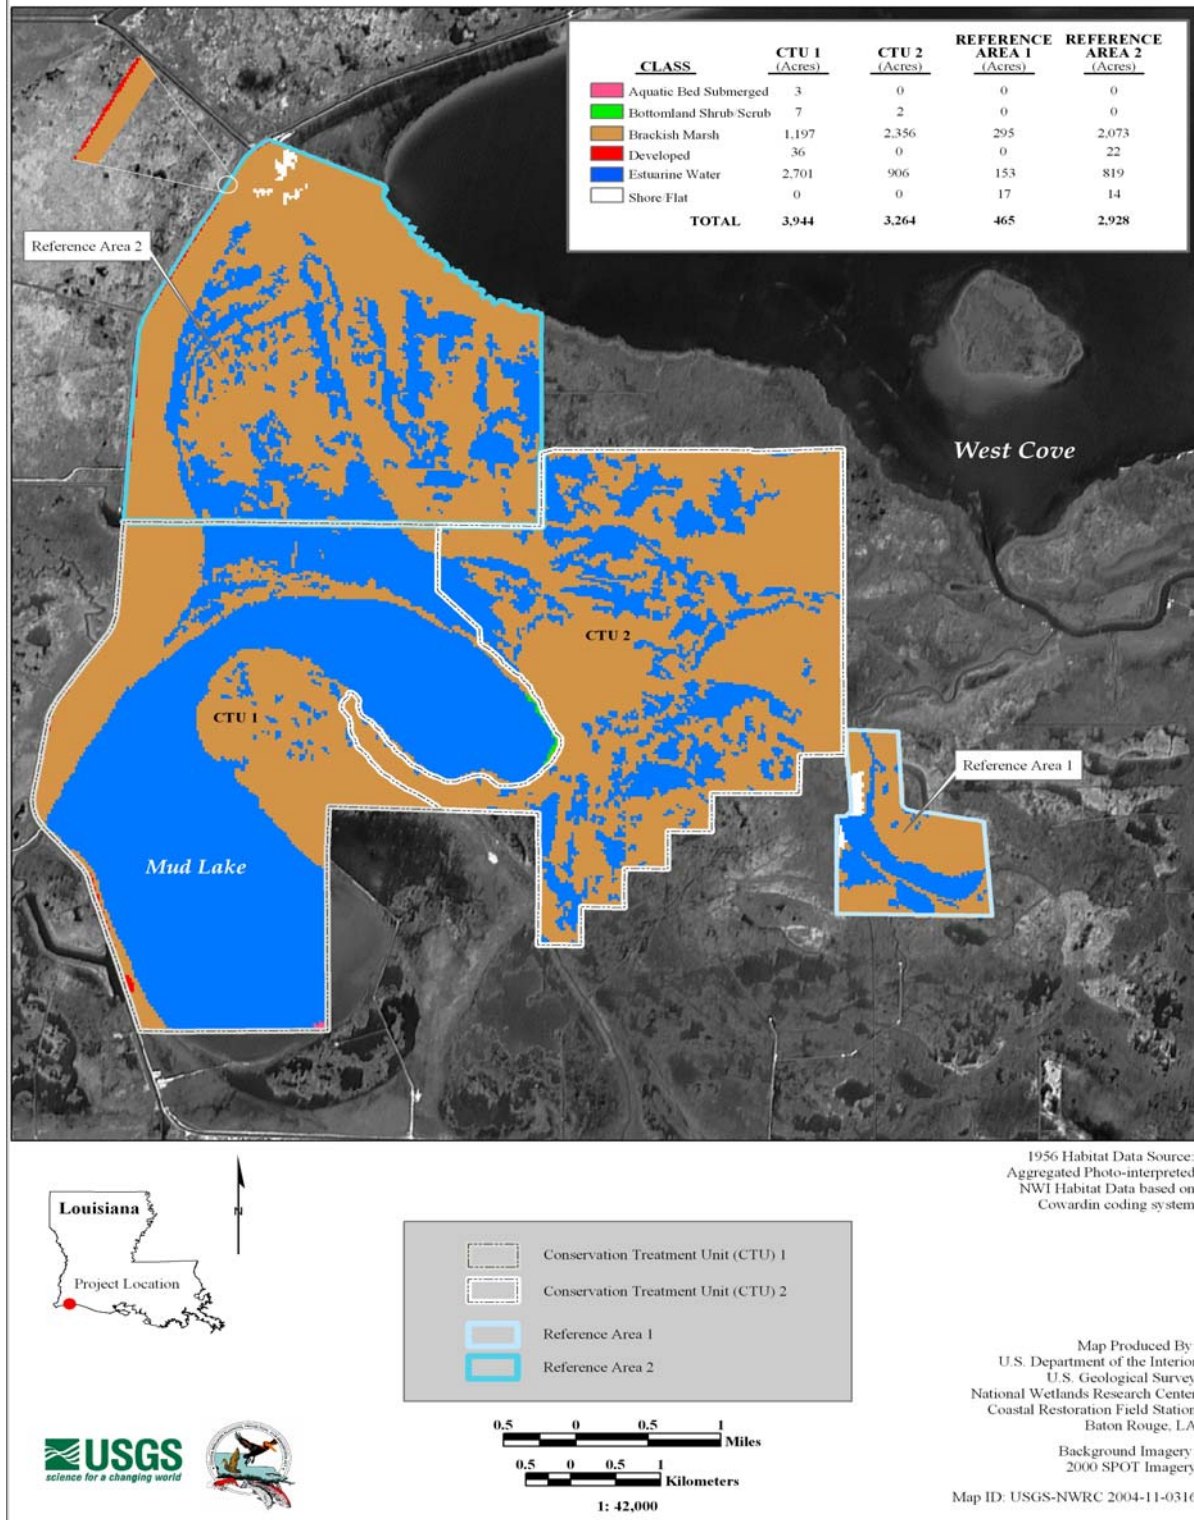 CLASS CTU 1 (Acres) CTU 2 (Acres) REFERENCE AREA 1 (Acres) REFERENCE AREA 2 (Acres)
Aquatic Bed Submerged 3 0 0 0
Bottomland Shrub/Scrub 7 2 0 0
Brackish Marsh 1,197 2,356 295 2,073
Developed 36 0 0 22
Estuarine Water 2,701 906 153 819
Shore/Flat 0 0 17 14
TOTAL 3,944 3,264 465 2,928
Reference Area 2
West Cove
CTU 2
CTU 1
Reference Area 1
Mud Lake
1956 Habitat Data Source:
Aggregated Photo-interpreted
NWI Habitat Data based on
Cowardin coding system
Louisiana
N
Project Location
Conservation Treatment Unit (CTU) 1
Conservation Treatment Unit (CTU) 2
Reference Area 1
Reference Area 2
Map Produced By
U.S. Department of the Interior
U.S. Geological Survey
National Wetlands Research Center
Coastal Restoration Field Station
Baton Rouge, LA
Background Imagery
2000 SPOT Imagery
Map ID: USGS-NWRC 2004-11-0316
USGS
science for a changing world
0.5 0 0.5 1
Miles
0.5 0 0.5 1
Kilometers
1: 42,000